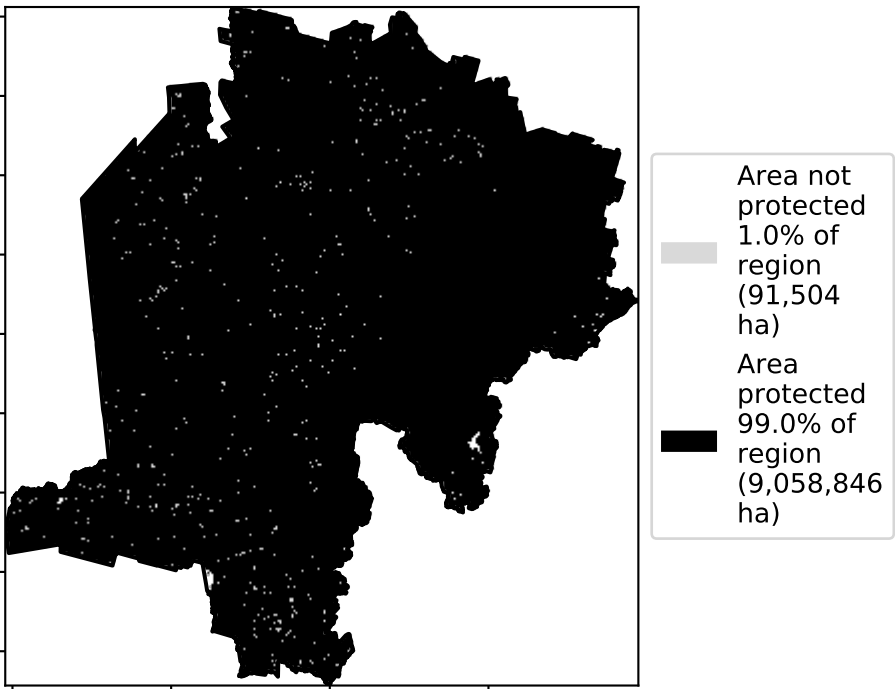 Area not
protected
1.0% of
region
(91,504
ha)
Area
protected
99.0% of
region
(9,058,846
ha)